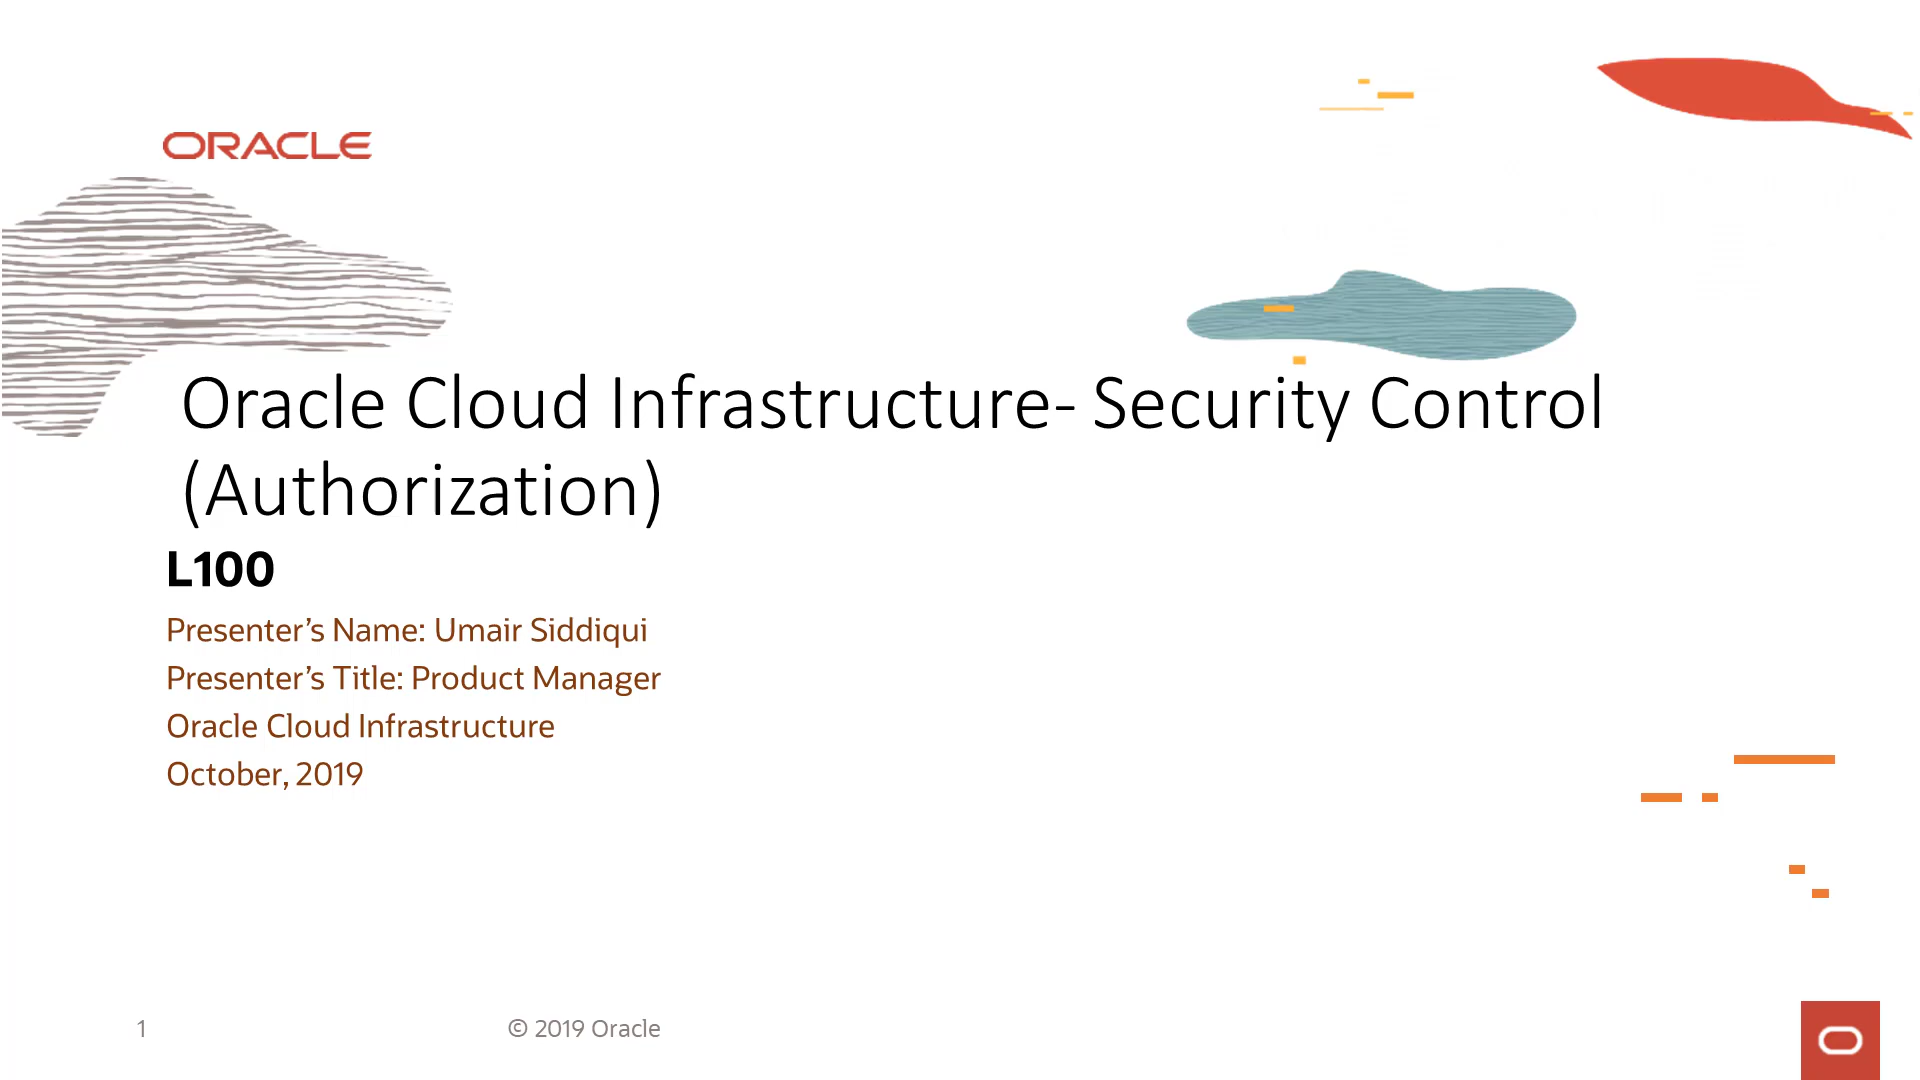 ORACLE
Oracle Cloud Infrastructure- Security Control
(Authorization)
L100
Presenter’s Name: Umair Siddiqui
Presenter’s Title: Product Manager
Oracle Cloud Infrastructure
October, 2019
1
© 2019 Oracle